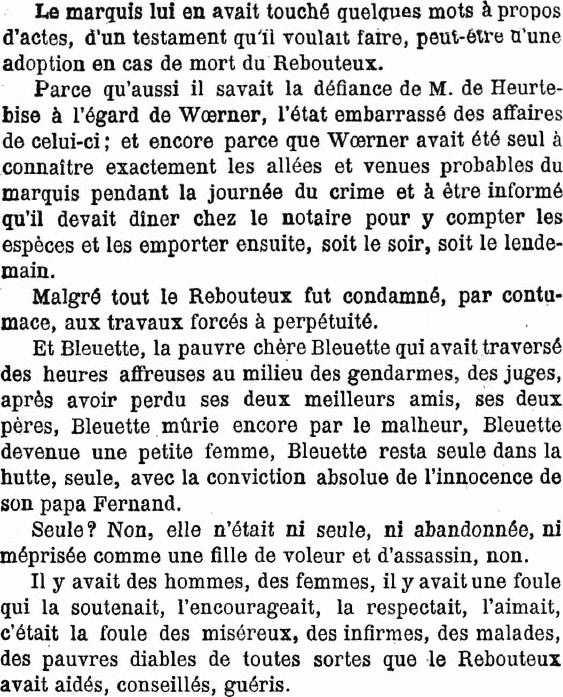 Le marquis lui en avait touché quelques mots à propos
d'actes, d'un testament qu'il voulait faire, peut-être d'une
adoption en cas de mort du Rebouteux.
Parce qu'aussi il savait la défiance de M. de Heurte-
bise à l'égard de Wœrner, l'état embarrassé des affaires
de celui-ci ; et encore parce que Wœrner avait été seul à
connaître exactement les allées et venues probables du
marquis pendant la journée du crime et à être informé
qu'il devait dîner chez le notaire pour y compter les
espèces et les emporter ensuite, soit le soir, soit le lende-
main.
Malgré tout le Rebouteux fut condamné, par contu-
mace, aux travaux forcés à perpétuité.
Et Bleuette, la pauvre chère Bleuette qui avait traversé
des heures affreuses au milieu des gendarmes, des juges,
après avoir perdu ses deux meilleurs amis, ses deux
pères, Bleuette mûrie encore par le malheur, Bleuette
devenue une petite femme, Bleuette resta seule dans la
hutte, seule, avec la conviction absolue de l'innocence de
son papa Fernand.
Seule? Non, elle n'était ni seule, ni abandonnée, ni
méprisée comme une fille de voleur et d'assassin, non.
Il y avait des hommes, des femmes, il y avait une foule
qui la soutenait, l'encourageait, la respectait, l'aimait,
c'était la foule des miséreux, des infirmes, des malades,
des pauvres diables de toutes sortes que le Rebouteux
avait aidés, conseillés, guéris.